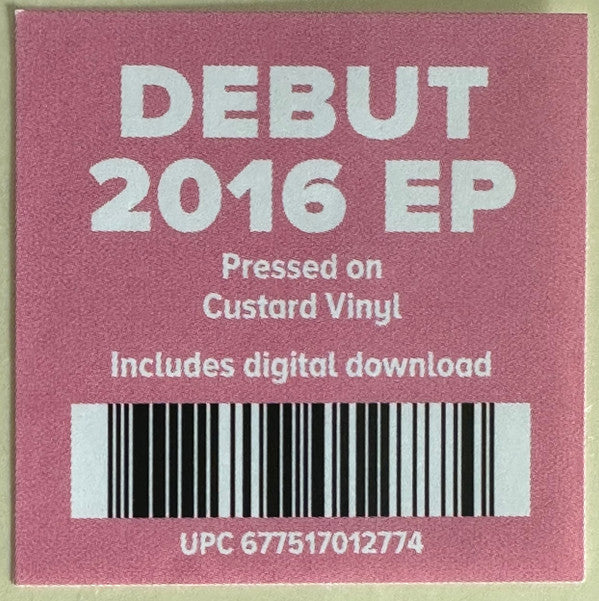 DEBUT
2016 EP
Pressed on
Custard Vinyl
Includes digital download
UPC 677517012774